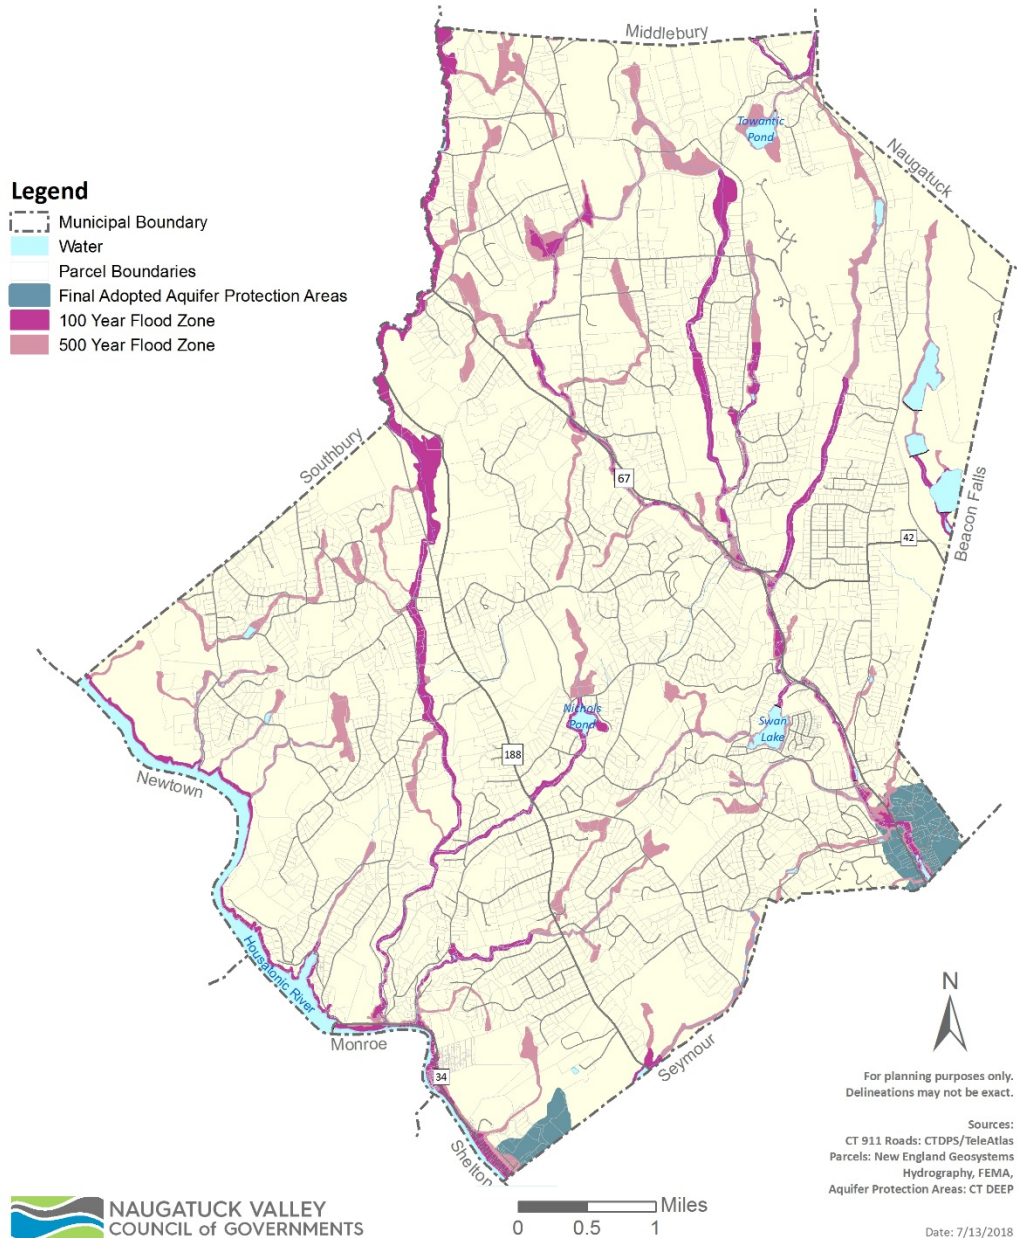 Middlebury
Towantic
Pond
Naugatuck
Legend
Municipal Boundary
Water
Parcel Boundaries
Final Adopted Aquifer Protection Areas
100 Year Flood Zone
500 Year Flood Zone
Southbury
67
42
Beacon Falls
Nichols
Pond
Swan
Lake
188
Newtown
Housatonic River
Monroe
34
Seymour
Shelton
N
For planning purposes only.
Delineations may not be exact.
Sources:
CT 911 Roads: CTDPS/TeleAtlas
Parcels: New England Geosystems
Hydrography, FEMA,
Aquifer Protection Areas: CT DEEP
NAUGATUCK VALLEY
COUNCIL of GOVERNMENTS
Miles
0 0.5 1
Date: 7/13/2018